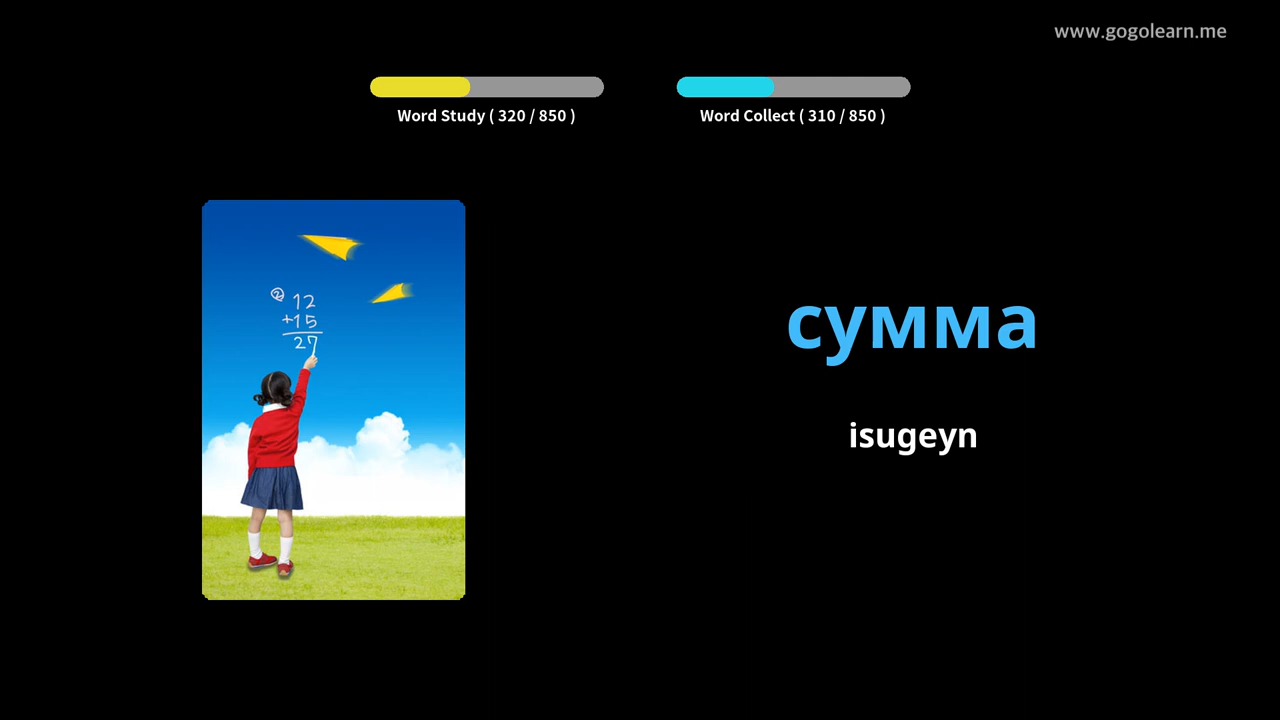 www.gogolearn.me
Word Study ( 320 / 850 )
Word Collect ( 310 / 850 )
② 12
+15
27
сумма
isugeyn